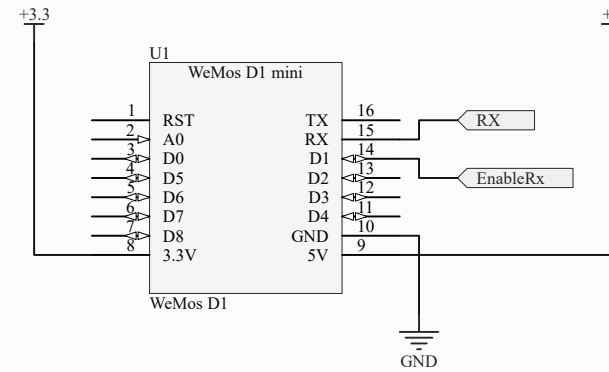 +3.3
+
U1
WeMos D1 mini
1 RST TX 16
2 A0 RX 15 RX
3 D0 D1 14
4 D5 D2 13 EnableRx
5 D6 D3 12
6 D7 D4 11
7 D8 GND 10
8 3.3V 5V 9
WeMos D1
GND